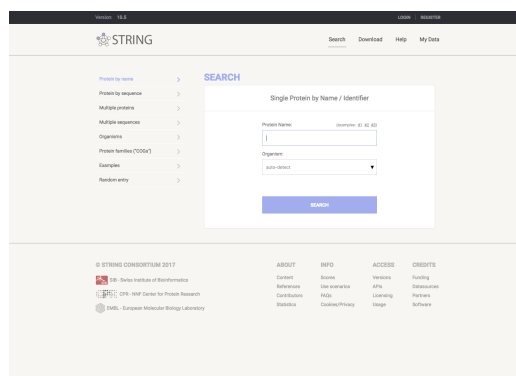 Version: 10.5
LOGIN | REGISTER
STRING
Search Download Help My Data
Protein by name >
Protein by sequence >
Multiple proteins >
Multiple sequences >
Organisms >
Protein families ("COGs") >
Examples >
Random entry >
SEARCH
Single Protein by Name / Identifier
Protein Name: (examples: #1 #2 #3)
Organism:
auto-detect ▼
SEARCH
© STRING CONSORTIUM 2017
SIB - Swiss Institute of Bioinformatics
CPR - NNF Center for Protein Research
EMBL - European Molecular Biology Laboratory
ABOUT
Content
References
Contributors
Statistics
INFO
Scores
Use scenarios
FAQs
Cookies/Privacy
ACCESS
Versions
APIs
Licensing
Usage
CREDITS
Funding
Datasources
Partners
Software